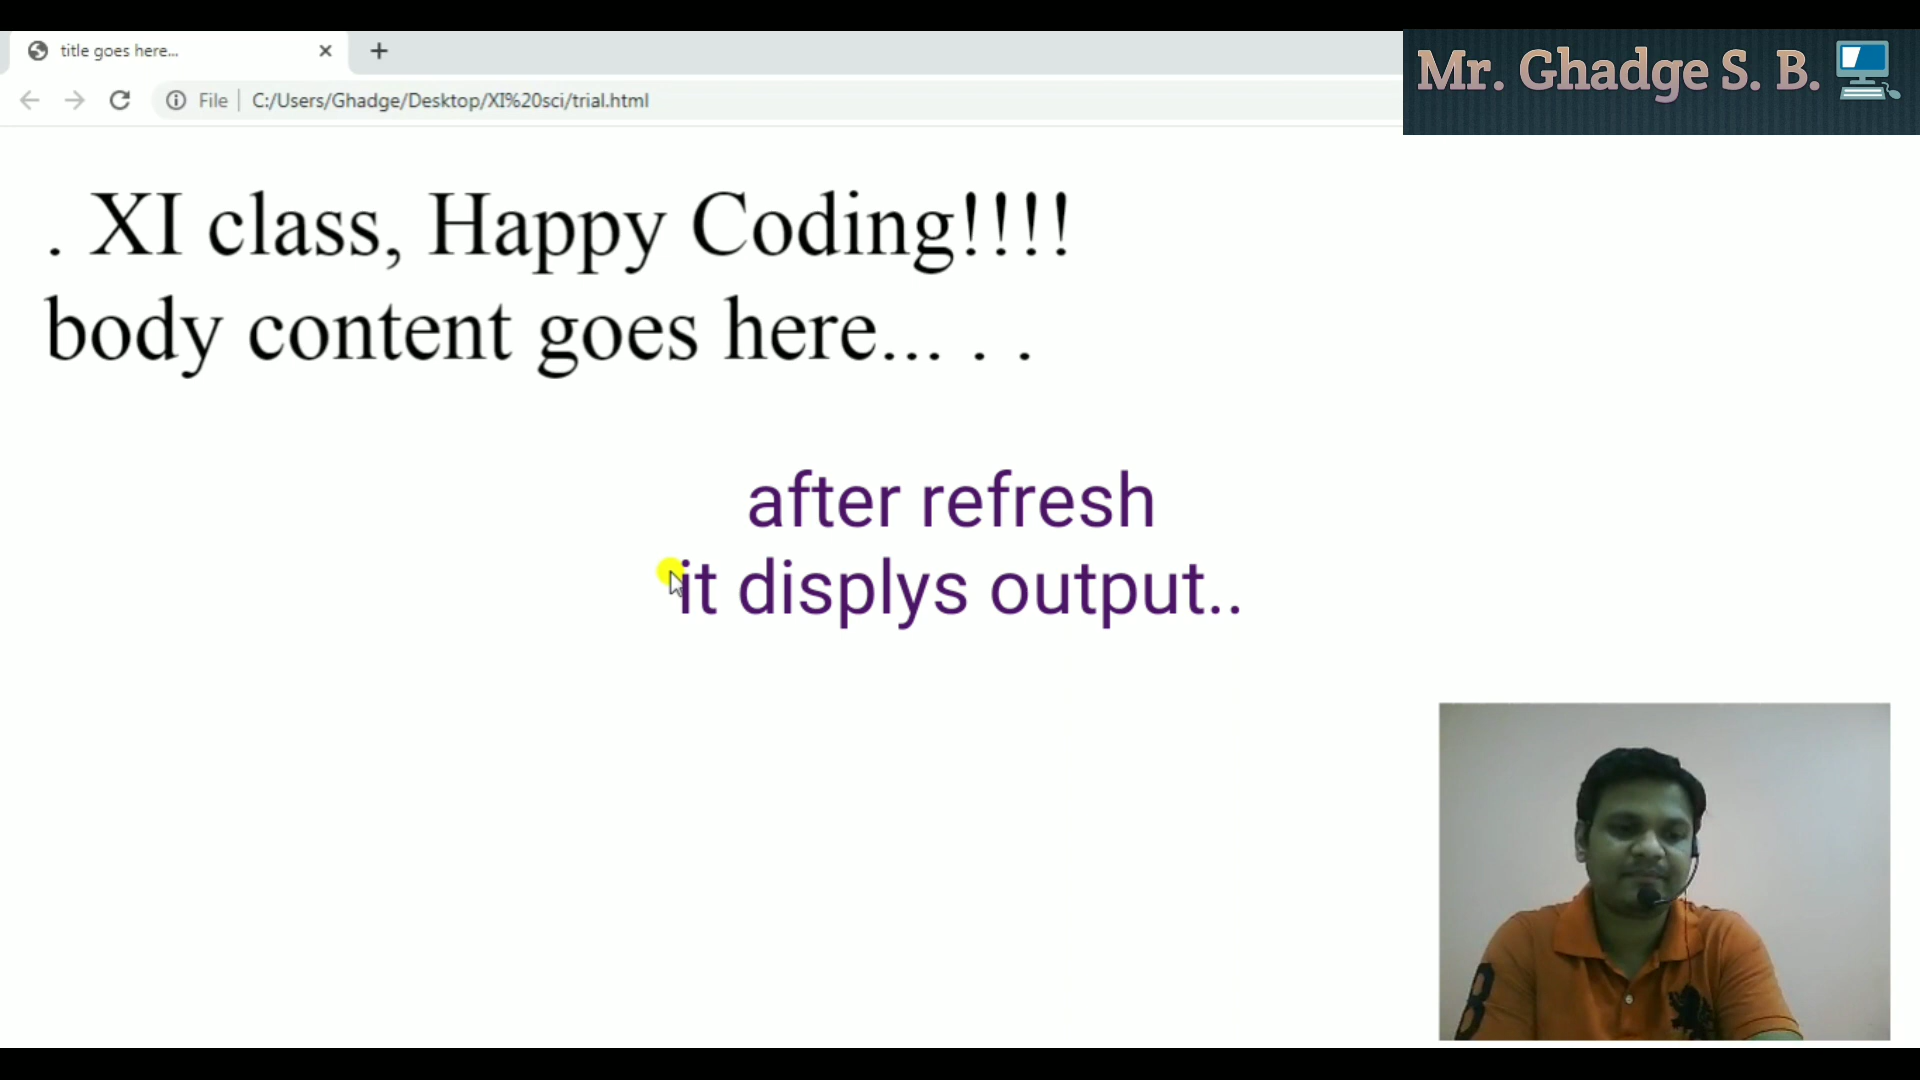 title goes here...
Mr. Ghadge S. B.
File C:/Users/Ghadge/Desktop/XI%20sci/trial.html
. XI class, Happy Coding!!!!
body content goes here... . .
after refresh
it displys output..